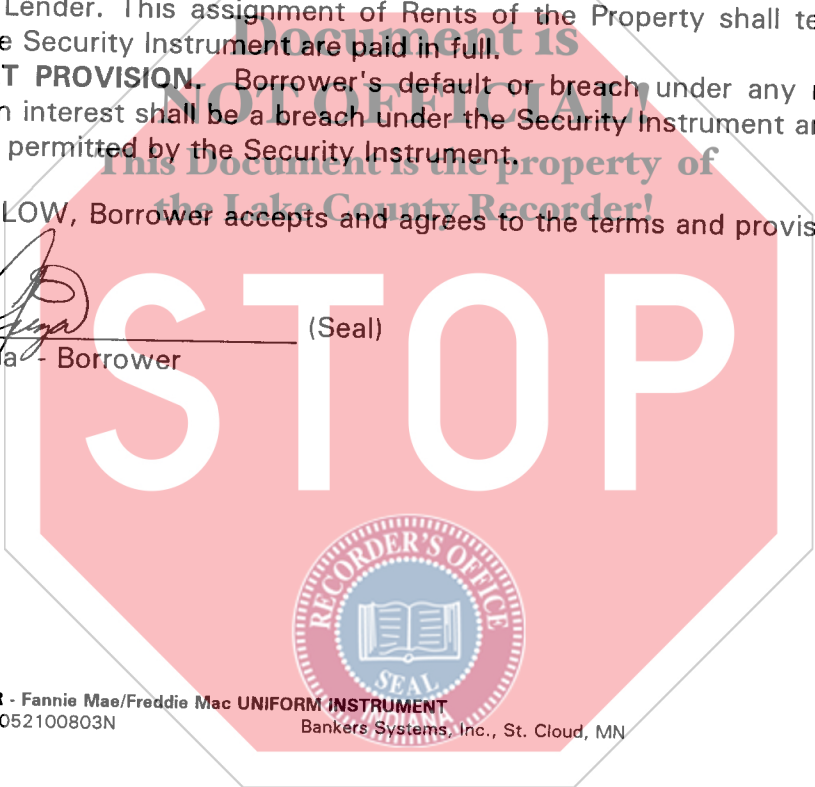 Lender. This assignment of Rents of the Property shall te
e Security Instrument are paid in full.
Document is
T PROVISION. Borrower's default or breach under any
NOT OFFICIAL!
n interest shall be a breach under the Security Instrument a
permitted by the Security Instrument.
This Document is the property of
the Lake County Recorder!
LOW, Borrower accepts and agrees to the terms and provis
(Seal)
a - Borrower
STOP
RECORDER'S OFFICE
SEAL
INDIANA
R - Fannie Mae/Freddie Mac UNIFORM INSTRUMENT
052100803N Bankers Systems, Inc., St. Cloud, MN